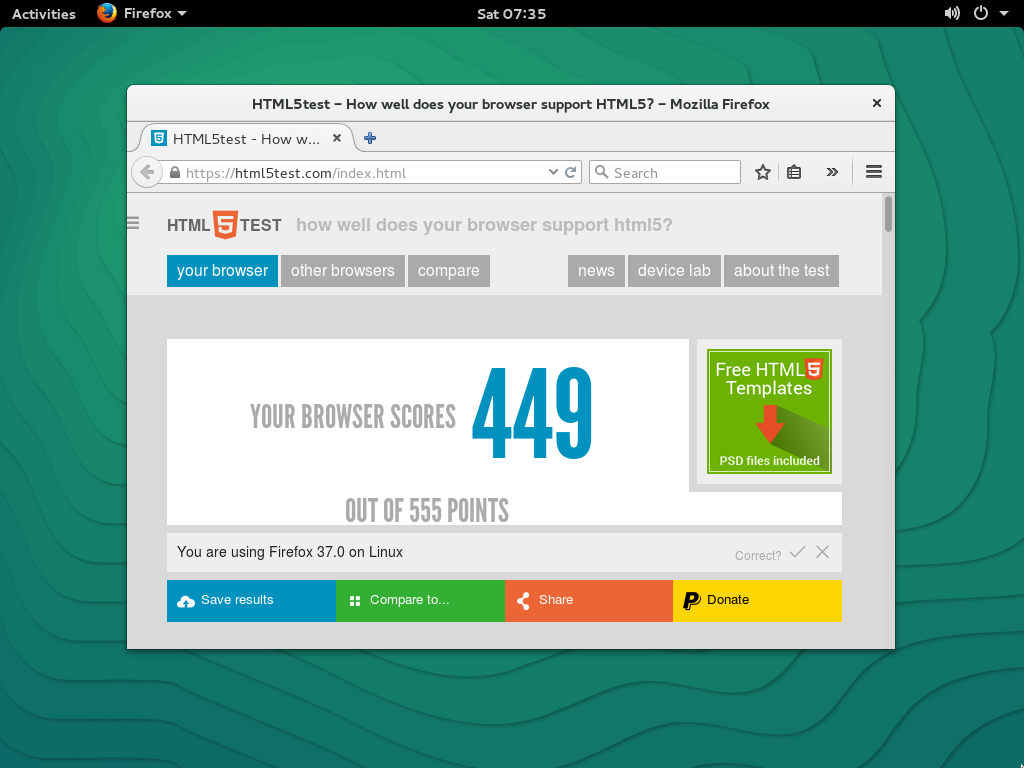 Activities Firefox Sat 07:35
HTML5test – How well does your browser support HTML5? – Mozilla Firefox
HTML5test - How w...
https://html5test.com/index.html Search
HTML 5 TEST how well does your browser support html5?
your browser other browsers compare news device lab about the test
YOUR BROWSER SCORES 449
OUT OF 555 POINTS
Free HTML5
Templates
PSD files included
You are using Firefox 37.0 on Linux Correct?
Save results Compare to... Share Donate